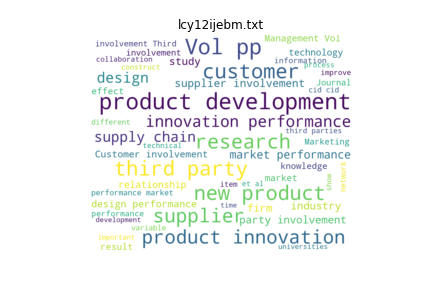 lcy12ijebm.txt
involvement Third
Vol pp
Management Vol
involvement
technology
collaboration
study
information
construct
customer
process
design
supplier involvement
improve
effect
Journal
cid cid
product development
different
innovation performance
third parties
supply chain
research
Marketing
technical
Customer involvement
market performance
third party
knowledge
relationship
item
et al
market
show
network
performance market
new product
design performance
time
firm
industry
performance
supplier
party involvement
development
variable
important
product innovation
result
universities